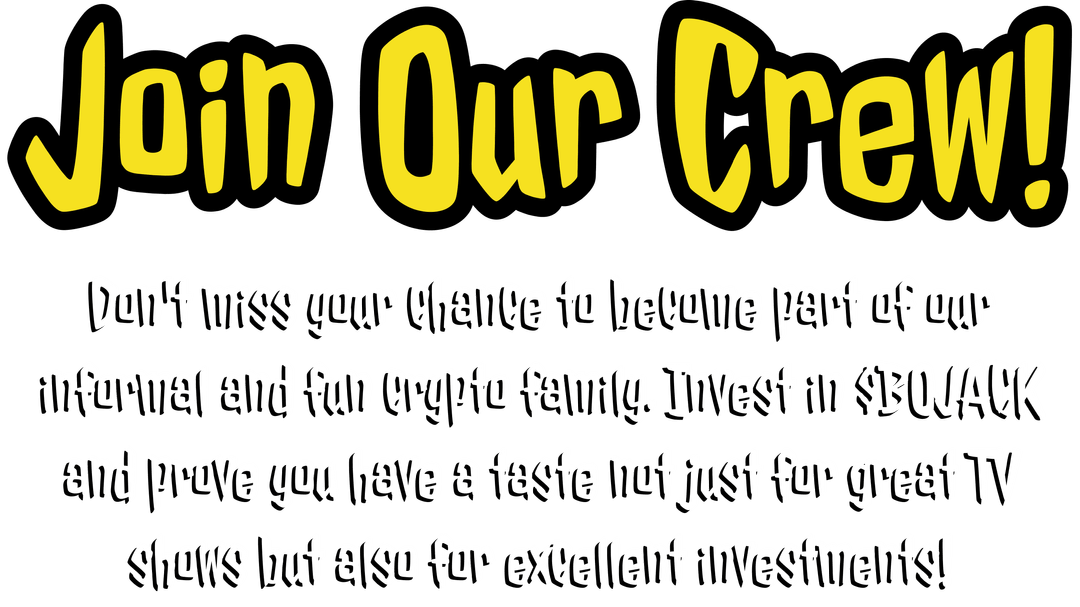 Join Our Crew!
Don't miss your chance to become part of our
informal and fun crypto family. Invest in $BOJACK
and prove you have a taste not just for great TV
shows but also for excellent investments!